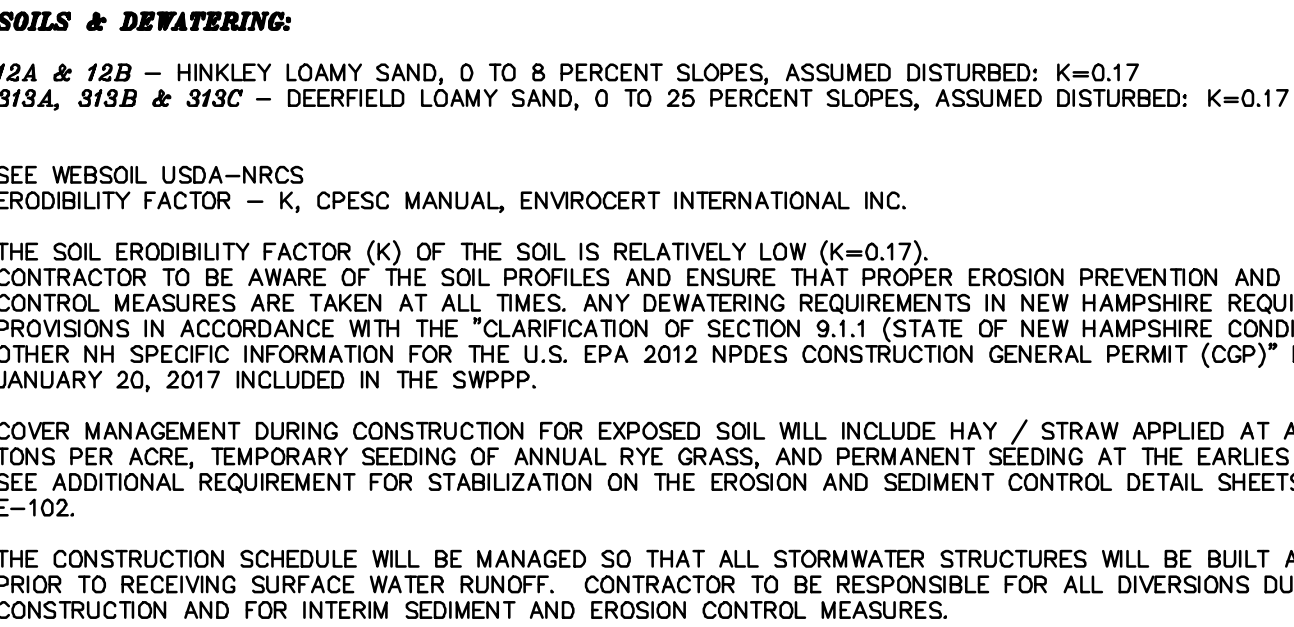 SOILS & DEWATERING:
12A & 12B – HINKLEY LOAMY SAND, 0 TO 8 PERCENT SLOPES, ASSUMED DISTURBED: K=0.17
313A, 313B & 313C – DEERFIELD LOAMY SAND, 0 TO 25 PERCENT SLOPES, ASSUMED DISTURBED: K=0.17
SEE WEBSOIL USDA–NRCS
ERODIBILITY FACTOR – K, CPESC MANUAL, ENVIROCERT INTERNATIONAL INC.
THE SOIL ERODIBILITY FACTOR (K) OF THE SOIL IS RELATIVELY LOW (K=0.17).
CONTRACTOR TO BE AWARE OF THE SOIL PROFILES AND ENSURE THAT PROPER EROSION PREVENTION AND
CONTROL MEASURES ARE TAKEN AT ALL TIMES. ANY DEWATERING REQUIREMENTS IN NEW HAMPSHIRE REQUI
PROVISIONS IN ACCORDANCE WITH THE "CLARIFICATION OF SECTION 9.1.1 (STATE OF NEW HAMPSHIRE CONDI
OTHER NH SPECIFIC INFORMATION FOR THE U.S. EPA 2012 NPDES CONSTRUCTION GENERAL PERMIT (CGP)"
JANUARY 20, 2017 INCLUDED IN THE SWPPP.
COVER MANAGEMENT DURING CONSTRUCTION FOR EXPOSED SOIL WILL INCLUDE HAY / STRAW APPLIED AT A
TONS PER ACRE, TEMPORARY SEEDING OF ANNUAL RYE GRASS, AND PERMANENT SEEDING AT THE EARLIES
SEE ADDITIONAL REQUIREMENT FOR STABILIZATION ON THE EROSION AND SEDIMENT CONTROL DETAIL SHEETS
E–102.
THE CONSTRUCTION SCHEDULE WILL BE MANAGED SO THAT ALL STORMWATER STRUCTURES WILL BE BUILT A
PRIOR TO RECEIVING SURFACE WATER RUNOFF. CONTRACTOR TO BE RESPONSIBLE FOR ALL DIVERSIONS DU
CONSTRUCTION AND FOR INTERIM SEDIMENT AND EROSION CONTROL MEASURES.